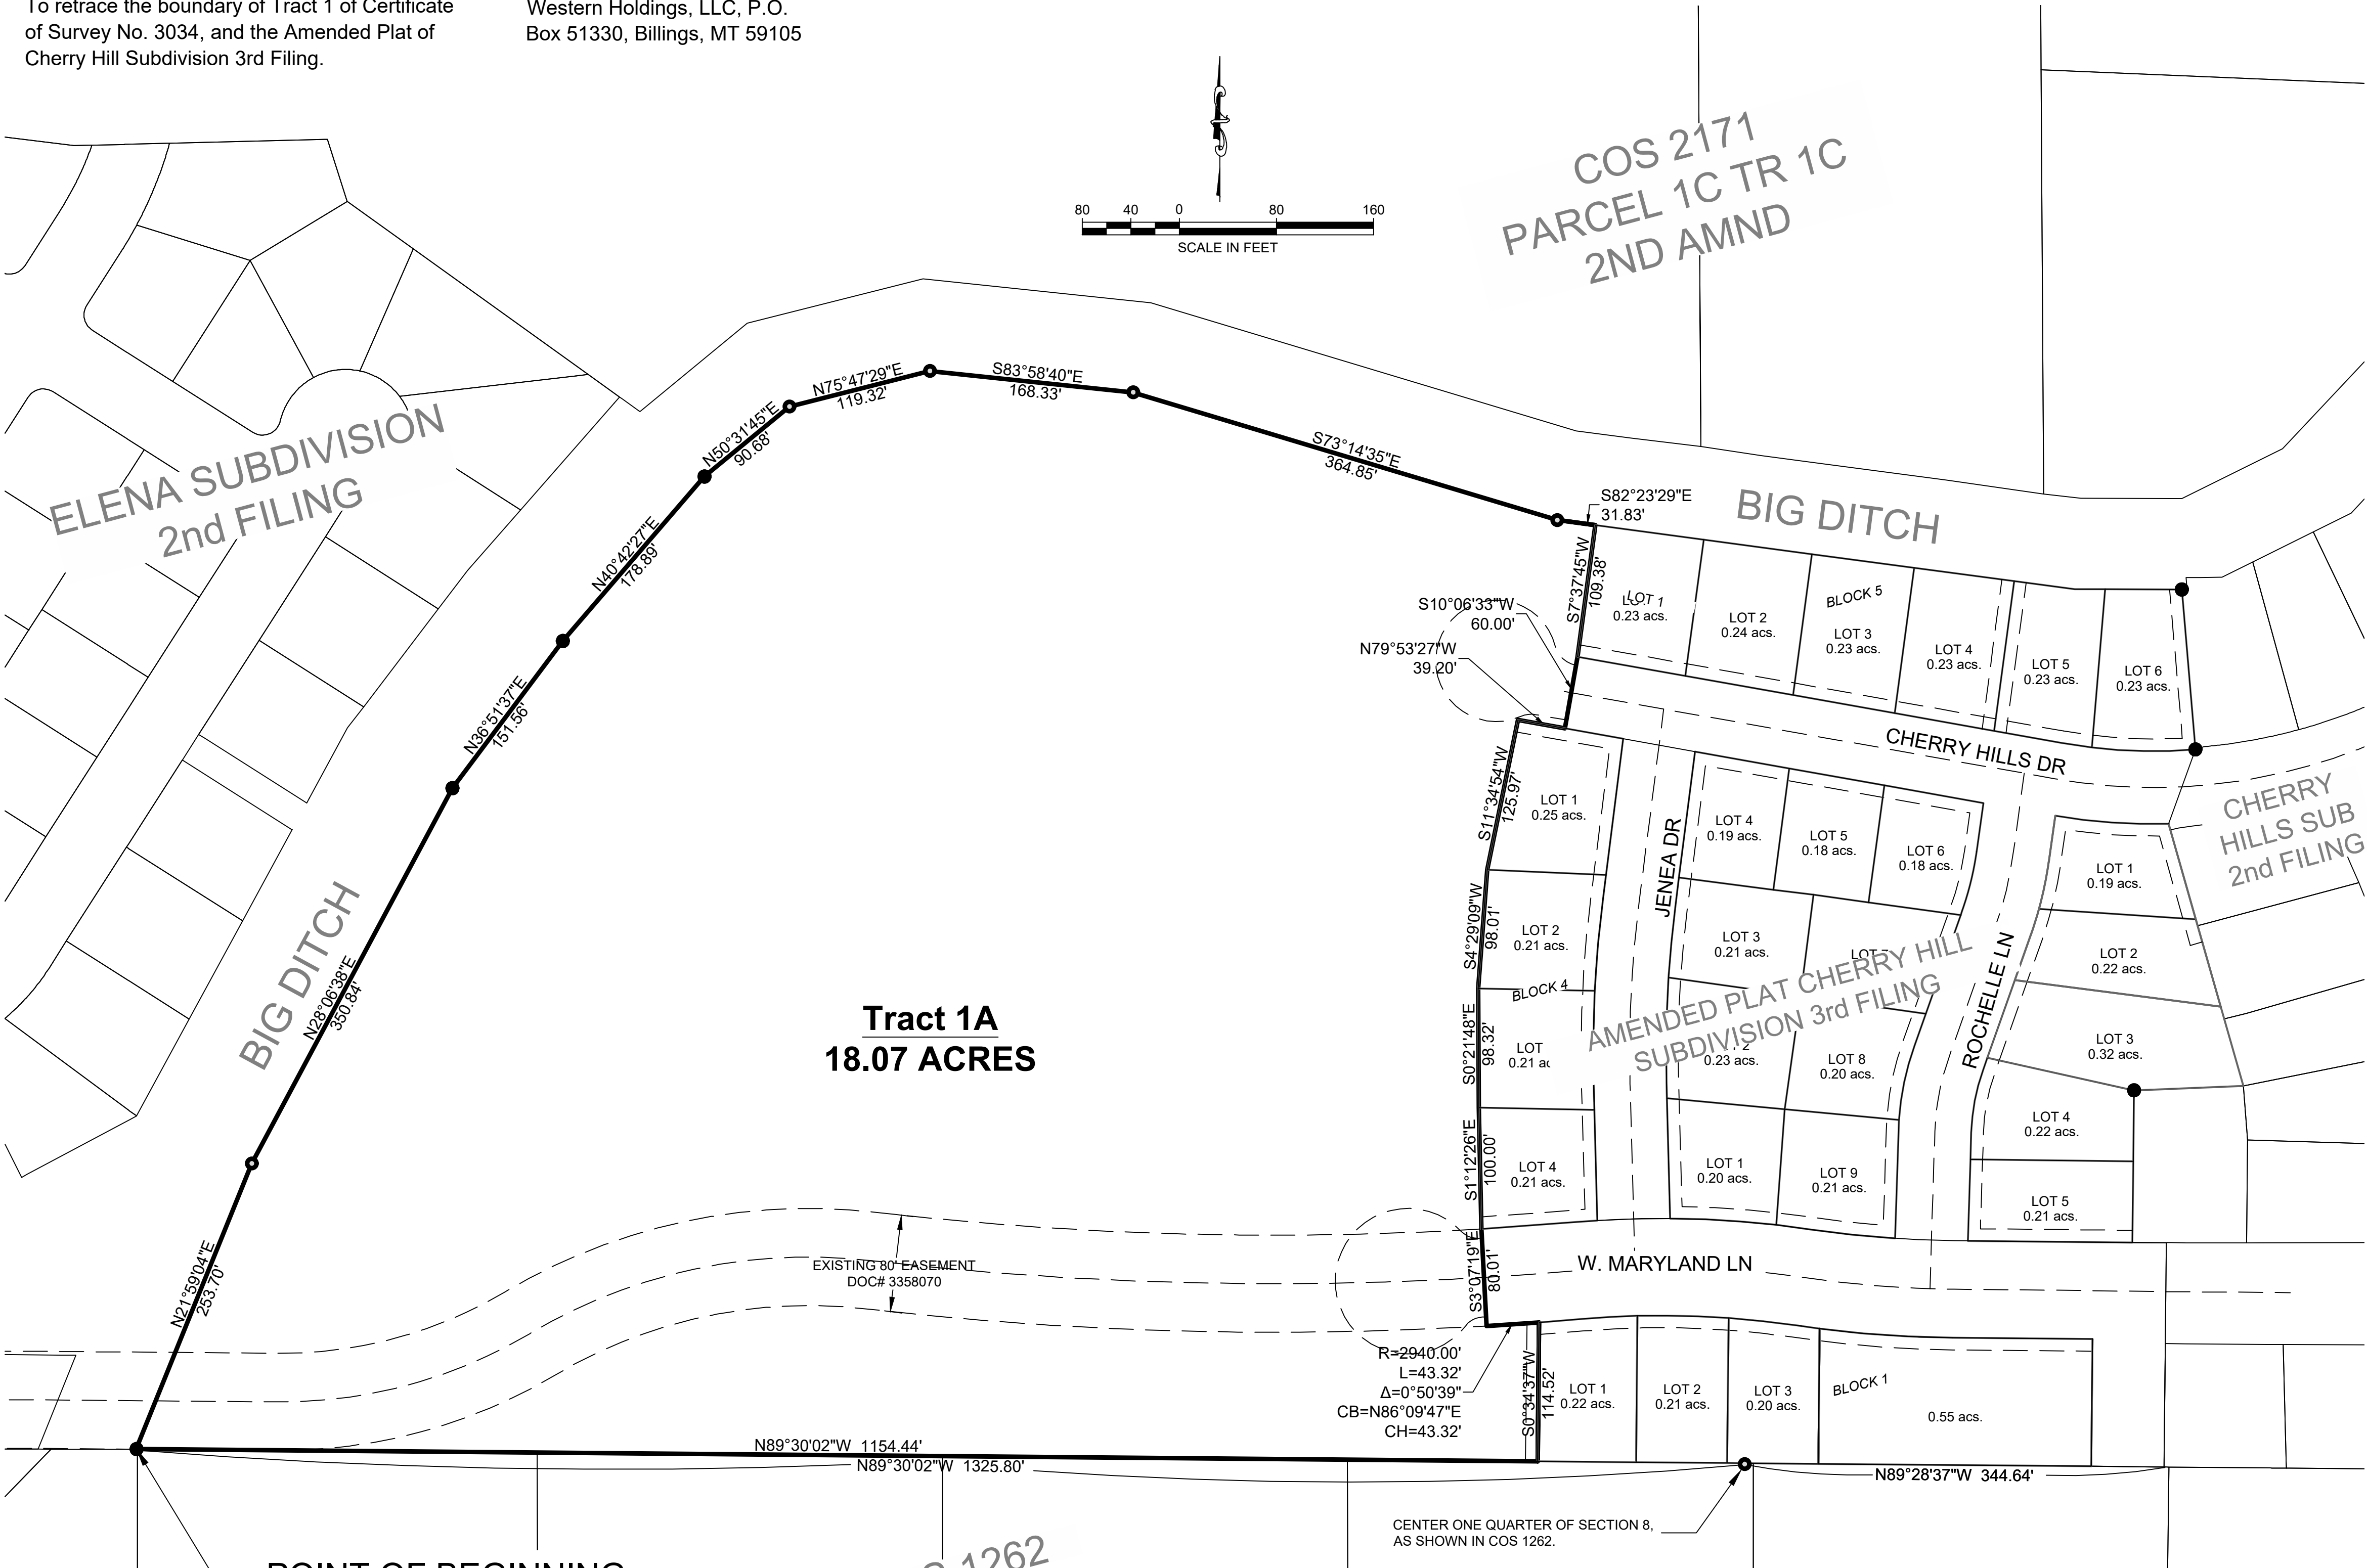 To retrace the boundary of Tract 1 of Certificate
of Survey No. 3034, and the Amended Plat of
Cherry Hill Subdivision 3rd Filing.
Western Holdings, LLC, P.O.
Box 51330, Billings, MT 59105
80 40 0 80 160
SCALE IN FEET
COS 2171
PARCEL 1C TR 1C
2ND AMND
ELENA SUBDIVISION
2nd FILING
N75°47'29"E
119.32'
S83°58'40"E
168.33'
N50°31'45"E
90.68'
S73°14'35"E
364.85'
S82°23'29"E
31.83'
BIG DITCH
N40°42'27"E
178.89'
S7°37'45"W
109.38'
S10°06'33"W
60.00'
N79°53'27"W
39.20'
LOT 1
0.23 acs.
LOT 2
0.24 acs.
BLOCK 5
LOT 3
0.23 acs.
LOT 4
0.23 acs.
LOT 5
0.23 acs.
LOT 6
0.23 acs.
N36°51'37"E
151.56'
CHERRY HILLS DR
CHERRY
HILLS SUB
2nd FILING
S11°34'54"W
125.97'
LOT 1
0.25 acs.
JENEA DR
LOT 4
0.19 acs.
LOT 5
0.18 acs.
LOT 6
0.18 acs.
LOT 1
0.19 acs.
BIG DITCH
N28°06'38"E
350.84'
S4°29'09"W
98.01'
LOT 2
0.21 acs.
LOT 3
0.21 acs.
LOT
AMENDED PLAT CHERRY HILL
SUBDIVISION 3rd FILING
ROCHELLE LN
LOT 2
0.22 acs.
BLOCK 4
Tract 1A
18.07 ACRES
S0°21'48"E
98.32'
LOT
0.21 ac
2
0.23 acs.
LOT 8
0.20 acs.
LOT 3
0.32 acs.
S1°12'26"E
100.00'
LOT 4
0.21 acs.
LOT 1
0.20 acs.
LOT 9
0.21 acs.
LOT 4
0.22 acs.
LOT 5
0.21 acs.
N21°59'04"E
253.70'
EXISTING 80' EASEMENT
DOC# 3358070
S3°07'19"E
80.01'
W. MARYLAND LN
R=2940.00'
L=43.32'
Δ=0°50'39"
CB=N86°09'47"E
CH=43.32'
S0°34'37"W
114.52'
LOT 1
0.22 acs.
LOT 2
0.21 acs.
LOT 3
0.20 acs.
BLOCK 1
0.55 acs.
N89°30'02"W 1154.44'
N89°30'02"W 1325.80'
N89°28'37"W 344.64'
CENTER ONE QUARTER OF SECTION 8,
AS SHOWN IN COS 1262.
POINT OF BEGINNING
1262